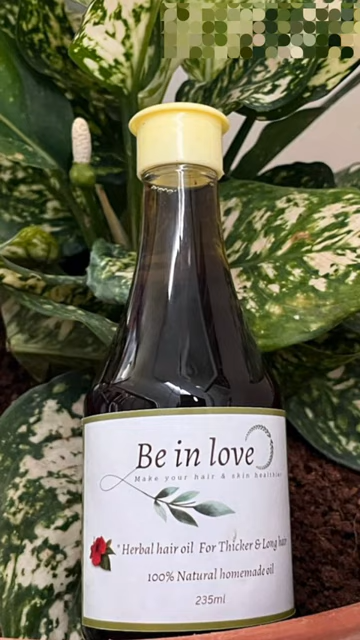 Be in love
Make your hair & skin healthier
" Herbal hair oil For Thicker & Long hair
100% Natural homemade oil
235ml